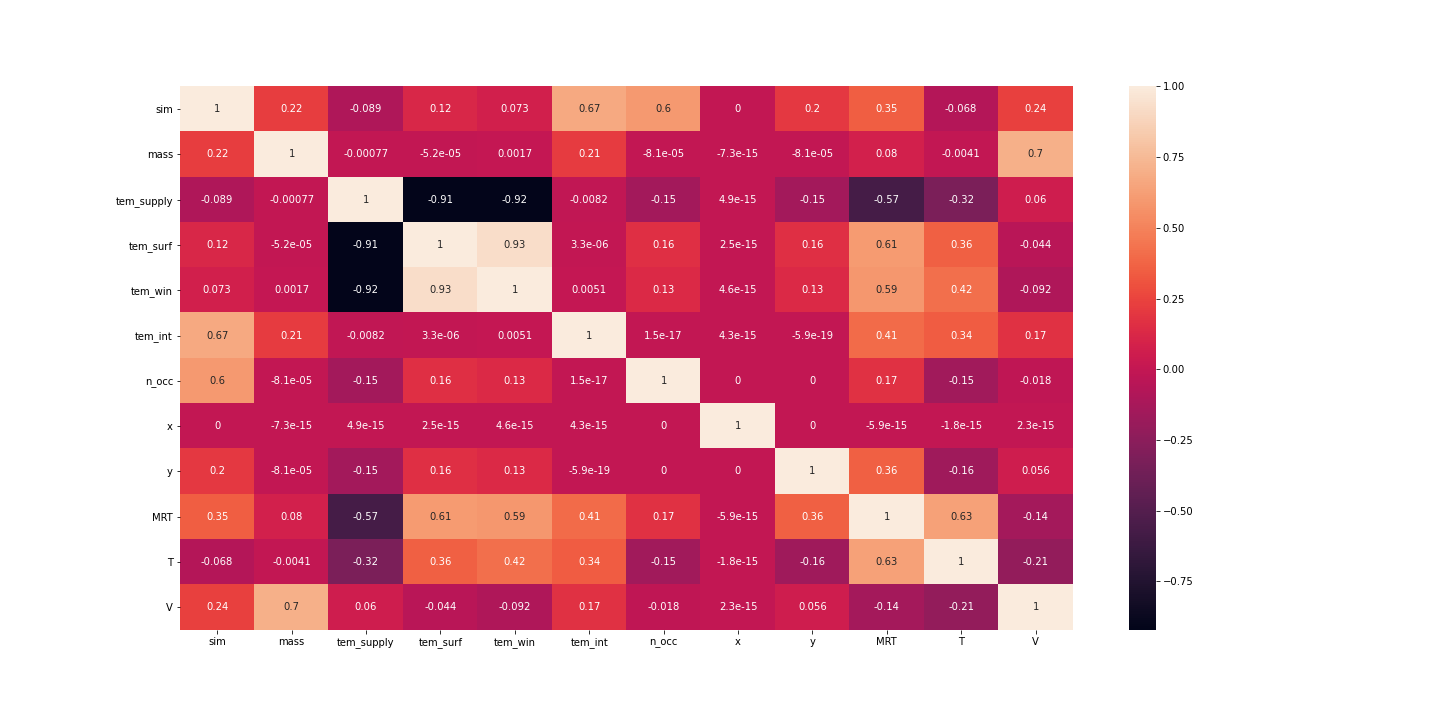 sim 1 0.22 -0.089 0.12 0.073 0.67 0.6 0 0.2 0.35 -0.068 0.24
mass 0.22 1 -0.00077 -5.2e-05 0.0017 0.21 -8.1e-05 -7.3e-15 -8.1e-05 0.08 -0.0041 0.7
tem_supply -0.089 -0.00077 1 -0.91 -0.92 -0.0082 -0.15 4.9e-15 -0.15 -0.57 -0.32 0.06
tem_surf 0.12 -5.2e-05 -0.91 1 0.93 3.3e-06 0.16 2.5e-15 0.16 0.61 0.36 -0.044
tem_win 0.073 0.0017 -0.92 0.93 1 0.0051 0.13 4.6e-15 0.13 0.59 0.42 -0.092
tem_int 0.67 0.21 -0.0082 3.3e-06 0.0051 1 1.5e-17 4.3e-15 -5.9e-19 0.41 0.34 0.17
n_occ 0.6 -8.1e-05 -0.15 0.16 0.13 1.5e-17 1 0 0 0.17 -0.15 -0.018
x 0 -7.3e-15 4.9e-15 2.5e-15 4.6e-15 4.3e-15 0 1 0 -5.9e-15 -1.8e-15 2.3e-15
y 0.2 -8.1e-05 -0.15 0.16 0.13 -5.9e-19 0 0 1 0.36 -0.16 0.056
MRT 0.35 0.08 -0.57 0.61 0.59 0.41 0.17 -5.9e-15 0.36 1 0.63 -0.14
T -0.068 -0.0041 -0.32 0.36 0.42 0.34 -0.15 -1.8e-15 -0.16 0.63 1 -0.21
V 0.24 0.7 0.06 -0.044 -0.092 0.17 -0.018 2.3e-15 0.056 -0.14 -0.21 1
sim mass tem_supply tem_surf tem_win tem_int n_occ x y MRT T V
1.00
0.75
0.50
0.25
0.00
−0.25
−0.50
−0.75